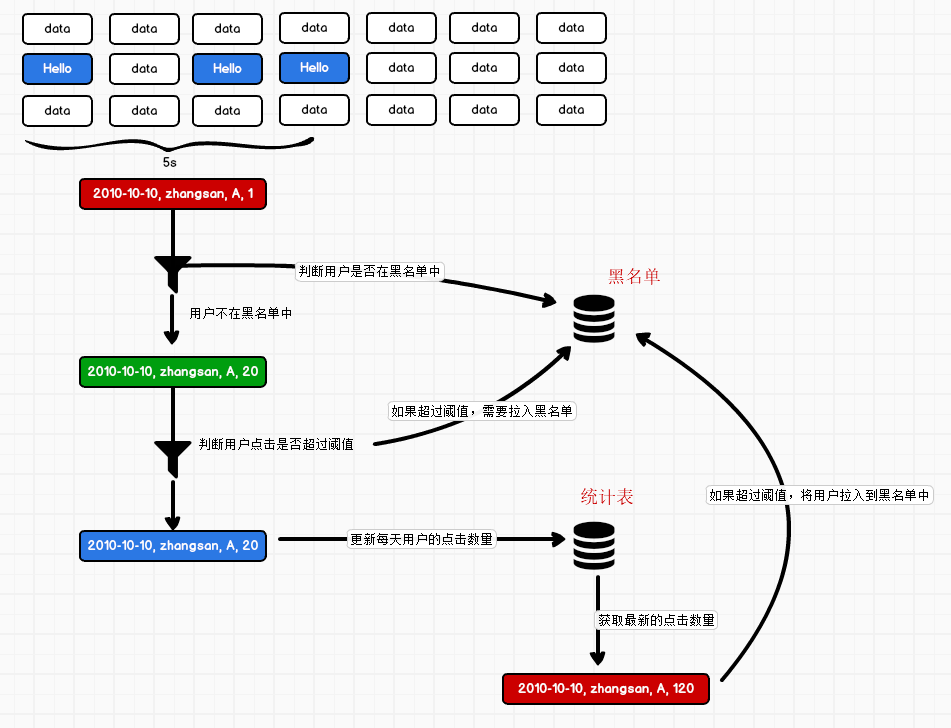 data data data data data data data
Hello data Hello Hello data data data
data data data data data data data
5s
2010-10-10, zhangsan, A, 1
判断用户是否在黑名单中
黑名单
用户不在黑名单中
2010-10-10, zhangsan, A, 20
如果超过阈值，需要拉入黑名单
判断用户点击是否超过阈值
统计表
如果超过阈值，将用户拉入到黑名单中
2010-10-10, zhangsan, A, 20
更新每天用户的点击数量
获取最新的点击数量
2010-10-10, zhangsan, A, 120